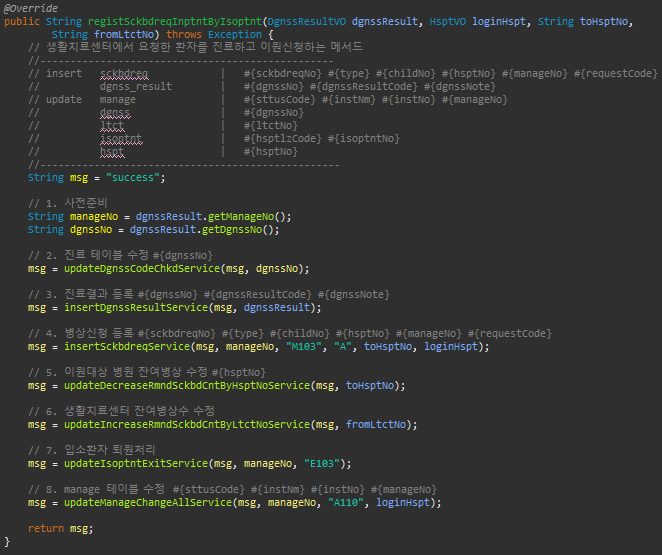 @Override
public String registSckbdreqInptntByIsoptnt(DgnssResultVO dgnssResult, HsptVO loginHspt, String toHsptNo,
String fromLtctNo) throws Exception {
// 생활치료센터에서 요청한 환자를 진료하고 이원신청하는 메서드
//-----------------------------------------------
// insert sckbdreq | #{sckbdreqNo} #{type} #{childNo} #{hsptNo} #{manageNo} #{requestCode}
// dgnss_result | #{dgnssNo} #{dgnssResultCode} #{dgnssNote}
// update manage | #{sttusCode} #{instNm} #{instNo} #{manageNo}
// dgnss | #{dgnssNo}
// ltct | #{ltctNo}
// isoptnt | #{hsptlzCode} #{isoptntNo}
// hspt | #{hsptNo}
//------------------------------------------------
String msg = "success";
// 1. 사전준비
String manageNo = dgnssResult.getManageNo();
String dgnssNo = dgnssResult.getDgnssNo();
// 2. 진료 테이블 수정 #{dgnssNo}
msg = updateDgnssCodeChkdService(msg, dgnssNo);
// 3. 진료결과 등록 #{dgnssNo} #{dgnssResultCode} #{dgnssNote}
msg = insertDgnssResultService(msg, dgnssResult);
// 4. 병상신청 등록 #{sckbdreqNo} #{type} #{childNo} #{hsptNo} #{manageNo} #{requestCode}
msg = insertSckbdreqService(msg, manageNo, "M103", "A", toHsptNo, loginHspt);
// 5. 이원대상 병원 잔여병상 수정 #{hsptNo}
msg = updateDecreaseRmndSckbdCntByHsptNoService(msg, toHsptNo);
// 6. 생활치료센터 잔여병상수 수정
msg = updateIncreaseRmndSckbdCntByLtctNoService(msg, fromLtctNo);
// 7. 입소환자 퇴원처리
msg = updateIsoptntExitService(msg, manageNo, "E103");
// 8. manage 테이블 수정 #{sttusCode} #{instNm} #{instNo} #{manageNo}
msg = updateManageChangeAllService(msg, manageNo, "A110", loginHspt);
return msg;
}